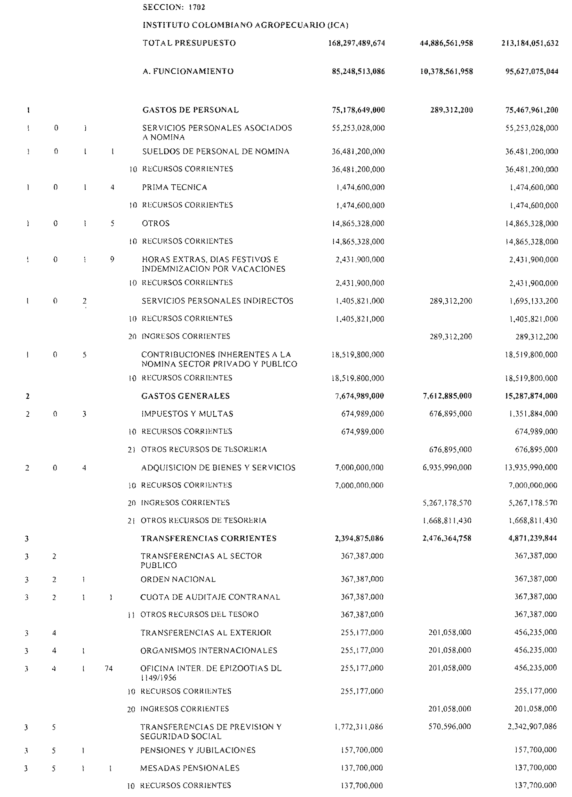 SECCION: 1702
INSTITUTO COLOMBIANO AGROPECUARIO (ICA)
TOTAL PRESUPUESTO 168,297,489,674 44,886,561,958 213,184,051,632
A. FUNCIONAMIENTO 85,248,513,086 10,378,561,958 95,627,075,044
1 GASTOS DE PERSONAL 75,178,649,000 289,312,200 75,467,961,200
1 0 1 SERVICIOS PERSONALES ASOCIADOS 55,253,028,000 55,253,028,000
A NOMINA
1 0 1 1 SUELDOS DE PERSONAL DE NOMINA 36,481,200,000 36,481,200,000
10 RECURSOS CORRIENTES 36,481,200,000 36,481,200,000
1 0 1 4 PRIMA TECNICA 1,474,600,000 1,474,600,000
10 RECURSOS CORRIENTES 1,474,600,000 1,474,600,000
1 0 1 5 OTROS 14,865,328,000 14,865,328,000
10 RECURSOS CORRIENTES 14,865,328,000 14,865,328,000
1 0 1 9 HORAS EXTRAS, DIAS FESTIVOS E 2,431,900,000 2,431,900,000
INDEMNIZACION POR VACACIONES
10 RECURSOS CORRIENTES 2,431,900,000 2,431,900,000
1 0 2 SERVICIOS PERSONALES INDIRECTOS 1,405,821,000 289,312,200 1,695,133,200
10 RECURSOS CORRIENTES 1,405,821,000 1,405,821,000
20 INGRESOS CORRIENTES 289,312,200 289,312,200
1 0 5 CONTRIBUCIONES INHERENTES A LA 18,519,800,000 18,519,800,000
NOMINA SECTOR PRIVADO Y PUBLICO
10 RECURSOS CORRIENTES 18,519,800,000 18,519,800,000
2 GASTOS GENERALES 7,674,989,000 7,612,885,000 15,287,874,000
2 0 3 IMPUESTOS Y MULTAS 674,989,000 676,895,000 1,351,884,000
10 RECURSOS CORRIENTES 674,989,000 674,989,000
21 OTROS RECURSOS DE TESORERIA 676,895,000 676,895,000
2 0 4 ADQUISICION DE BIENES Y SERVICIOS 7,000,000,000 6,935,990,000 13,935,990,000
10 RECURSOS CORRIENTES 7,000,000,000 7,000,000,000
20 INGRESOS CORRIENTES 5,267,178,570 5,267,178,570
21 OTROS RECURSOS DE TESORERIA 1,668,811,430 1,668,811,430
3 TRANSFERENCIAS CORRIENTES 2,394,875,086 2,476,364,758 4,871,239,844
3 2 TRANSFERENCIAS AL SECTOR 367,387,000 367,387,000
PUBLICO
3 2 1 ORDEN NACIONAL 367,387,000 367,387,000
3 2 1 1 CUOTA DE AUDITAJE CONTRANAL 367,387,000 367,387,000
11 OTROS RECURSOS DEL TESORO 367,387,000 367,387,000
3 4 TRANSFERENCIAS AL EXTERIOR 255,177,000 201,058,000 456,235,000
3 4 1 ORGANISMOS INTERNACIONALES 255,177,000 201,058,000 456,235,000
3 4 1 74 OFICINA INTER. DE EPIZOOTIAS DL 255,177,000 201,058,000 456,235,000
1149/1956
10 RECURSOS CORRIENTES 255,177,000 255,177,000
20 INGRESOS CORRIENTES 201,058,000 201,058,000
3 5 TRANSFERENCIAS DE PREVISION Y 1,772,311,086 570,596,000 2,342,907,086
SEGURIDAD SOCIAL
3 5 1 PENSIONES Y JUBILACIONES 157,700,000 157,700,000
3 5 1 1 MESADAS PENSIONALES 137,700,000 137,700,000
10 RECURSOS CORRIENTES 137,700,000 137,700,000